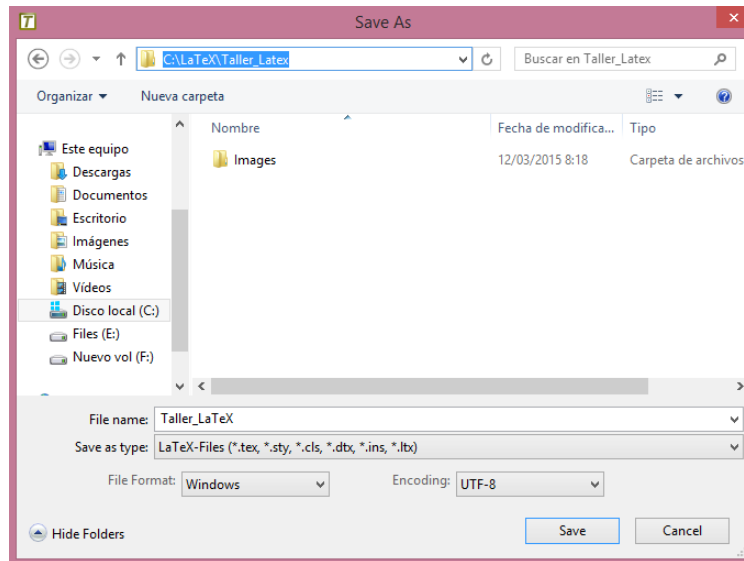 T Save As
C:\LaTeX\Taller_Latex Buscar en Taller_Latex
Organizar Nueva carpeta
Nombre Fecha de modifica... Tipo
Este equipo
Images 12/03/2015 8:18 Carpeta de archivos
Descargas
Documentos
Escritorio
Imágenes
Música
Vídeos
Disco local (C:)
Files (E:)
Nuevo vol (F:)
File name: Taller_LaTeX
Save as type: LaTeX-Files (*.tex, *.sty, *.cls, *.dtx, *.ins, *.ltx)
File Format: Windows Encoding: UTF-8
Hide Folders Save Cancel